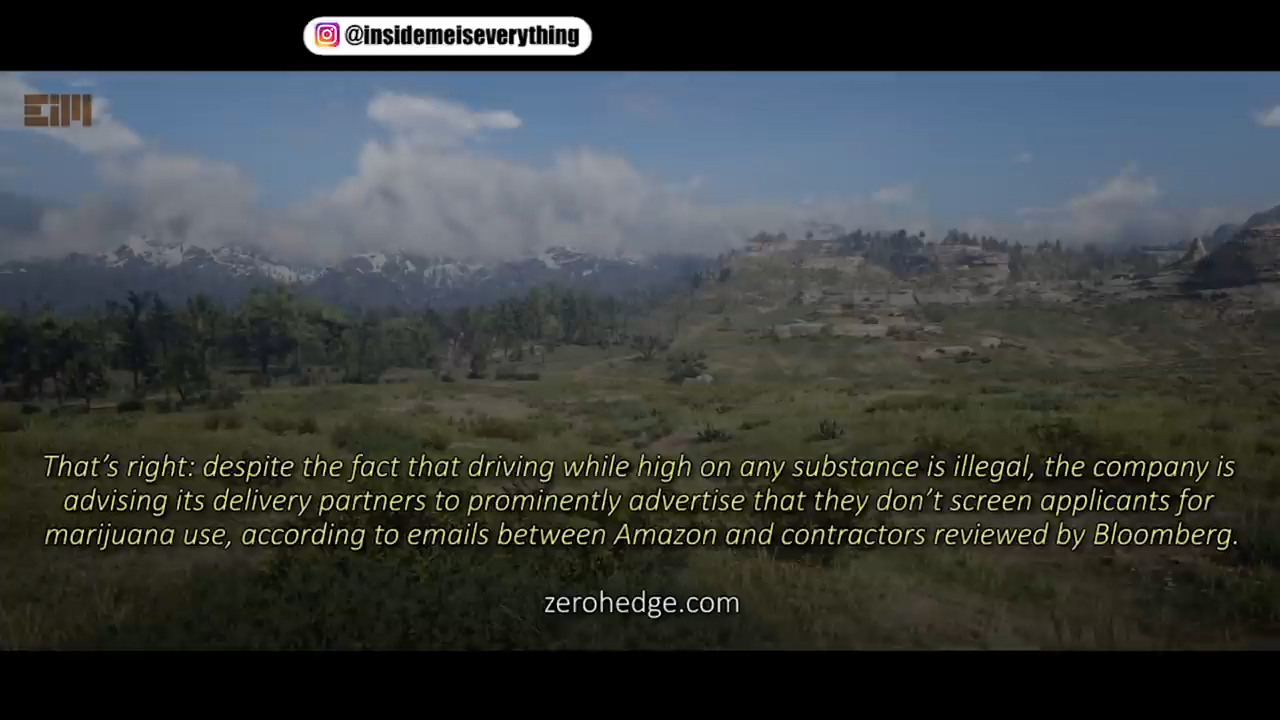 @insidemeiseverything
EiM
That’s right: despite the fact that driving while high on any substance is illegal, the company is
advising its delivery partners to prominently advertise that they don’t screen applicants for
marijuana use, according to emails between Amazon and contractors reviewed by Bloomberg.
zerohedge.com